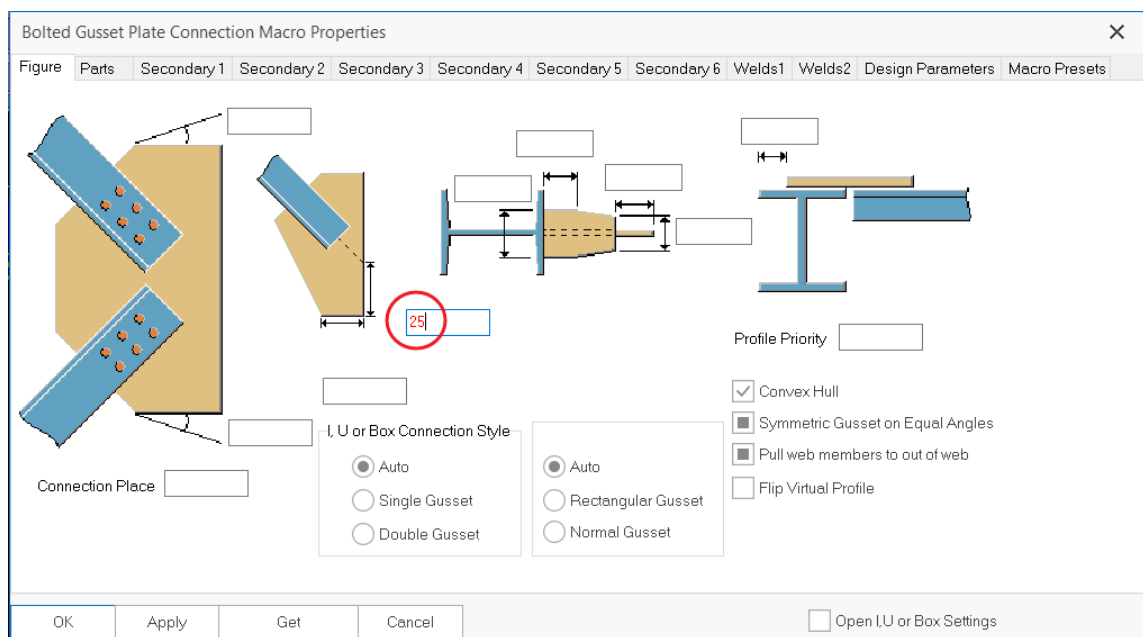 Bolted Gusset Plate Connection Macro Properties
Figure Parts Secondary 1 Secondary 2 Secondary 3 Secondary 4 Secondary 5 Secondary 6 Welds1 Welds2 Design Parameters Macro Presets
25
Profile Priority
Convex Hull
Symmetric Gusset on Equal Angles
Pull web members to out of web
Flip Virtual Profile
I, U or Box Connection Style
Auto
Single Gusset
Double Gusset
Auto
Rectangular Gusset
Normal Gusset
Connection Place
OK Apply Get Cancel
Open I,U or Box Settings